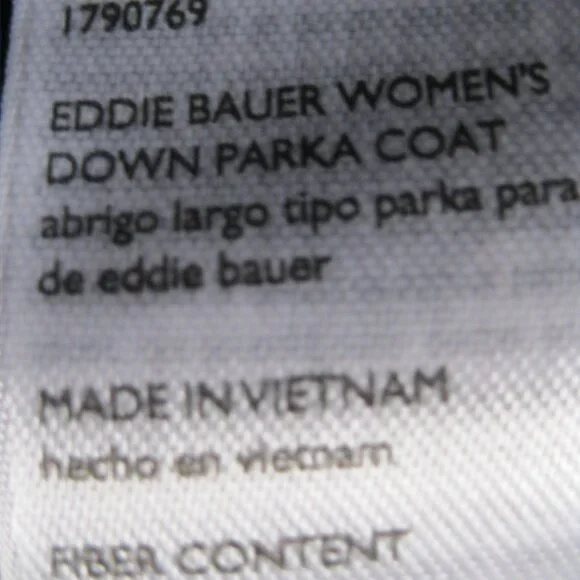 1790769
EDDIE BAUER WOMEN'S
DOWN PARKA COAT
abrigo largo tipo parka para
de eddie bauer
MADE IN VIETNAM
hecho en vietnam
FIBER CONTENT